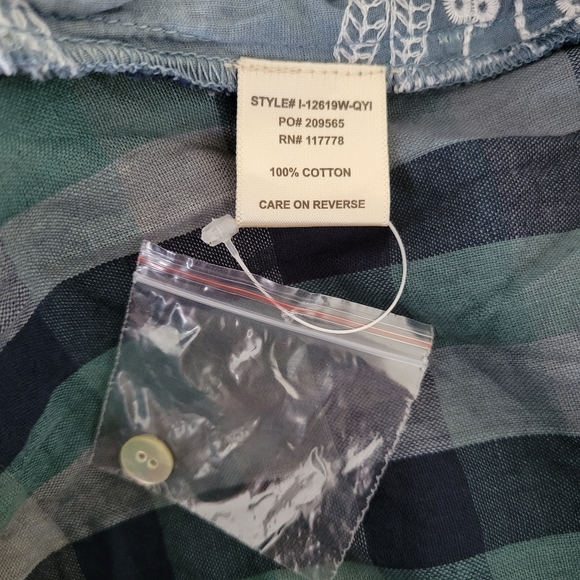 STYLE# I-12619W-QYI
PO# 209565
RN# 117778
100% COTTON
CARE ON REVERSE